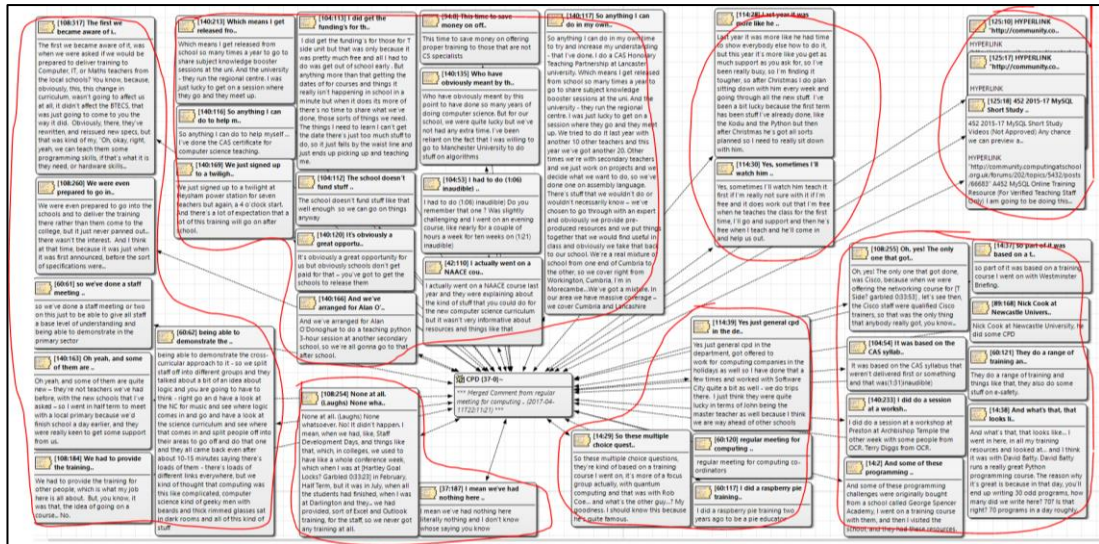 [108:317] The first we
became aware of i..
The first we became aware of it, was
when we were asked if we would be
prepared to deliver training to
Computer, IT, or Maths teachers from
the local schools? You know, because,
obviously, this, this change in
curriculum, wasn't going to affect us
at all, it didn't affect the BTECS, that
was just going to come to you the
way it did. Obviously, there, they've
rewritten, and reissued new specs, but
that was kind of my, "Oh, okay, right,
yeah, we can teach them some
programming skills, if that's what it is
they need, or hardware skills...
[108:260] We were even
prepared to go in..
We were even prepared to go into the
schools and to deliver the training
there rather than them come to the
college, but it just never panned out..
there wasn't the interest. And I think
at that time, because it was just when
it was first announced, before the
sort of specifications were...
[60:61] so we've done a staff
meeting ..
so we've done a staff meeting or two
on this just to be able to give all staff
a base level of understanding and
being able to demonstrate in the
primary sector
[140:163] Oh yeah, and some
of them are ..
Oh yeah, and some of them are quite
new – they're not teachers we've had
before, with the new schools that I've
asked – so I went in half term to meet
with a local primary because we'd
finish school a day earlier, and they
were really keen to get some support
from us.
[108:184] We had to provide
the training..
We had to provide the training for
other people, which is what my job
here is all about. But, you know, it
was that, the idea of going on a
course.. No.
[60:62] being able to
demonstrate the ..
being able to demonstrate the cross-
curricular approach to it - so we split
staff off into different groups and they
talked about a bit of an idea about
logic and you are going to have to
think - right go an d have a look at
the NC for music and see where logic
comes in and go and have a look at
the science curriculum and see where
that comes in and split people off into
their areas to go off and do that one
and they all came back even after
about 10-15 minutes saying there's
loads of them – there's loads of
different links everywhere, but we
kind of thought that computing was
this like complicated, computer
science kind of geeky men with
beards and thick rimmed glasses sat
in dark rooms and all of this kind of
stuff
[140:213] Which means I get
released fro..
Which means I get released from
school so many times a year to go to
share subject knowledge booster
sessions at the uni. And the university
- they run the regional centre. I was
just lucky to get on a session where
they go and they meet up.
[140:116] So anything I can
do to help m..
So anything I can do to help myself ...
I've done the CAS certificate for
computer science teaching.
[140:169] We just signed up
to a twiligh..
We just signed up to a twilight at
Heysham power station for seven
teachers but again, a 4 o'clock start.
And there's a lot of expectation that a
lot of this training will go on after
school.
[104:113] I did get the
funding's for th..
I did get the funding's for those for T
side unit but that was only because it
was pretty much free and all I had to
do was get out of school early . But
anything more than that getting the
dates of for courses and things it
really isn't happening in school in a
minute but when it does its more of
there's no time to share what we've
done, those sorts of things we need.
The things I need to learn I can't get
the date there's just too much stuff to
do, so it just falls by the wait line and
just ends up picking up and teaching
me.
[104:112] The school doesn't
fund stuff ..
The school doesn't fund stuff like that
well enough so we can go on things
anyway
[140:120] It's obviously a
great opportu..
It's obviously a great opportunity for
us but obviously schools don't get
paid for that – you've got to get the
schools to release them
[140:166] And we've
arranged for Alan O'..
And we've arranged for Alan
O'Donoghue to do a teaching python
3-hour session at another secondary
school, so we're all gonna go to that
after school.
[108:254] None at all.
(Laughs) None wha..
None at all. (Laughs) None
whatsoever. No! It didn't happen. I
mean, when we had, like, Staff
Development Days, and things like
that, which, in colleges, we used to
have like a whole conference week,
which when I was at [Hartley Goal
Locks? Garbled 033:23] in February,
Half Term, but it was in July, when all
the students had finished, when I was
at Darlington and they... we had
provided, sort of Excel and Outlook
training, for the staff, so we never got
any training at all.
[34:8] This time to save
money on off..
This time to save money on offering
proper training to those that are not
CS specialists
[140:135] Who have
obviously meant by th..
Who have obviously meant by this
point to have done so many years of
doing computer science. But for our
school, we were quite lucky but we've
not had any extra time. I've been
reliant on the fact that I was willing to
go to Manchester University to do
stuff on algorithms
[104:53] I had to do (1:06)
inaudible) ..
I had to do (1:06) inaudible) Do you
remember that one ? Was slightly
challenging and I went on an evening
course, like nearly for a couple of
hours a week for ten weeks on (1:21)
inaudible)
[42:110] I actually went on a
NAACE cou..
I actually went on a NAACE course last
year and they were explaining about
the kind of stuff that you could do for
the new computer science curriculum
but it wasn't very informative about
resources and things like that
[140:117] So anything I can
do in my own..
So anything I can do in my own time
to try and increase my understanding
- that I've done. I do a CAS Honorary
Teaching Partnership at Lancaster
university. Which means I get released
from school so many times a year to
go to share subject knowledge
booster sessions at the uni. And the
university - they run the regional
centre. I was just lucky to get on a
session where they go and they meet
up. We tried to do it last year with
another 10 other teachers and this
year we've got another 20. Other
times we're with secondary teachers
and we just work on projects and we
decide what we want do, so we've
done one on assembly language.
There's stuff that we wouldn't do or
wouldn't necessarily know – we've
chosen to go through with an expert
and obviously we provide pre-
produced resources and we put things
together that we would find useful in
class and obviously we take that back
to our schools. We're a real mixture of
school from one end of Cumbria to
the other, so we cover right from
Workington, Cumbria, I'm in
Morecambe...We've got a mixture. In
our area we have massive coverage –
we cover Cumbria and Lancashire
CPD {37-0}~
*** Merged Comment from regular
meeting for computing .. (2017-04-
11T22:11:21) ***
[37:187] I mean we've had
nothing here ..
I mean we've had nothing here
literally nothing and I don't know
whose saying you know
[114:28] Last year it was
more like he ..
Last year it was more like he had time
to show everybody else how to do it,
but this year it's more like you get as
much support as you ask for, so I've
been really busy, so I'm finding it
tougher, so after Christmas I do plan
sitting down with him every week and
going through all the new stuff. I've
been a bit lucky because the first term
has been stuff I've already done, like
the Kodu and the Python but then
after Christmas he's got all sorts
planned so I need to really sit down
with him.
[114:30] Yes, sometimes I'll
watch him ..
Yes, sometimes I'll watch him teach it
first if I'm really not sure with it if I'm
free and it does work out that I'm free
when he teaches the class for the first
time, I'll go and support and then he's
free when I teach and he'll come in
and help us out.
[114:39] Yes just general cpd
in the de..
Yes just general cpd in the
department, got offered to
work for computing companies in the
holidays as well so I have done that a
few times and worked with Software
City quite a bit as well – we do trips
there. I just think they were quite
lucky in terms of John being the
master teacher as well because I think
we are way ahead of other schools
[14:29] So these multiple
choice quest..
So these multiple choice questions,
they're kind of based on a training
course I went on, it's more of a focus
group actually, with quantum
computing and that was with Rob
Coe... and what's the other guy..? My
goodness. I should know this because
he's quite famous.
[60:120] regular meeting for
computing ..
regular meeting for computing co-
ordinators
[60:117] I did a raspberry pie
training..
I did a raspberry pie training two
years ago to be a pie educator
[125:10] HYPERLINK
"http://community.co..
HYPERLINK
[125:17] HYPERLINK
"http://community.co..
HYPERLINK
[125:18] 452 2015-17 MySQL
Short Study ..
452 2015-17 MySQL Short Study
Videos (Not Approved) Any chance
we can preview a...
HYPERLINK
"http://community.computingatschool
.org.uk/forums/202/topics/5432/posts
[108:255] Oh, yes! The only
one that got..
Oh, yes! The only one that got done,
was Cisco, because when we were
offering the networking course for [T
Side? garbled 033:53] , let's see then,
the Cisco staff were qualified Cisco
trainers, so that was the only thing
that anybody really got, you know...
[104:54] It was based on the
CAS syllab..
It was based on the CAS syllabus that
weren't delivered first or something
and that was(1:31)inaudible)
[140:233] I did do a session
at a worksh..
I did do a session at a workshop at
Preston at Archbishop Temple the
other week with some people from
OCR. Terry Diggs from OCR.
[14:2] And some of these
programming ..
And some of these programming
challenges were originally bought
from a school called George Spencer
Academy; I went on a training course
with them, and then I visited the
school, and they had these resources.
[14:37] so part of it was
based on a t..
so part of it was based on a training
course I went on with Westminster
Briefing.
[89:168] Nick Cook at
Newcastle Univers..
Nick Cook at Newcastle University, he
did some CPD
[60:121] They do a range of
training an..
They do a range of training and
things like that, they also do some
stuff on e-safety.
[14:38] And what's that, that
looks li..
And what's that, that looks like... I
went in here, in all my training
resources and looked at... and I think
it was with David Batty. David Batty
runs a really great Python
programming course. The reason why
it's great is because in that day, you'll
end up writing 30 odd programs, how
many did we write here? 70? Is that
right? 70 programs in a day roughly,